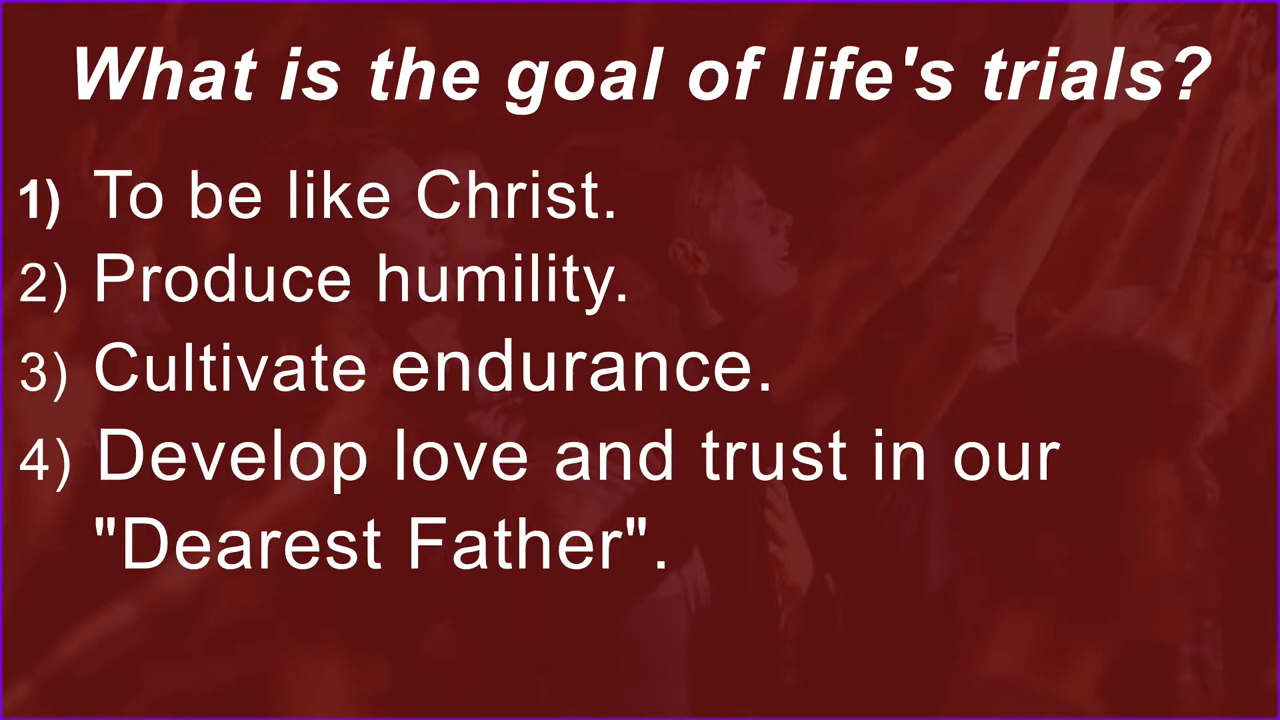 What is the goal of life's trials?
1) To be like Christ.
2) Produce humility.
3) Cultivate endurance.
4) Develop love and trust in our
"Dearest Father".